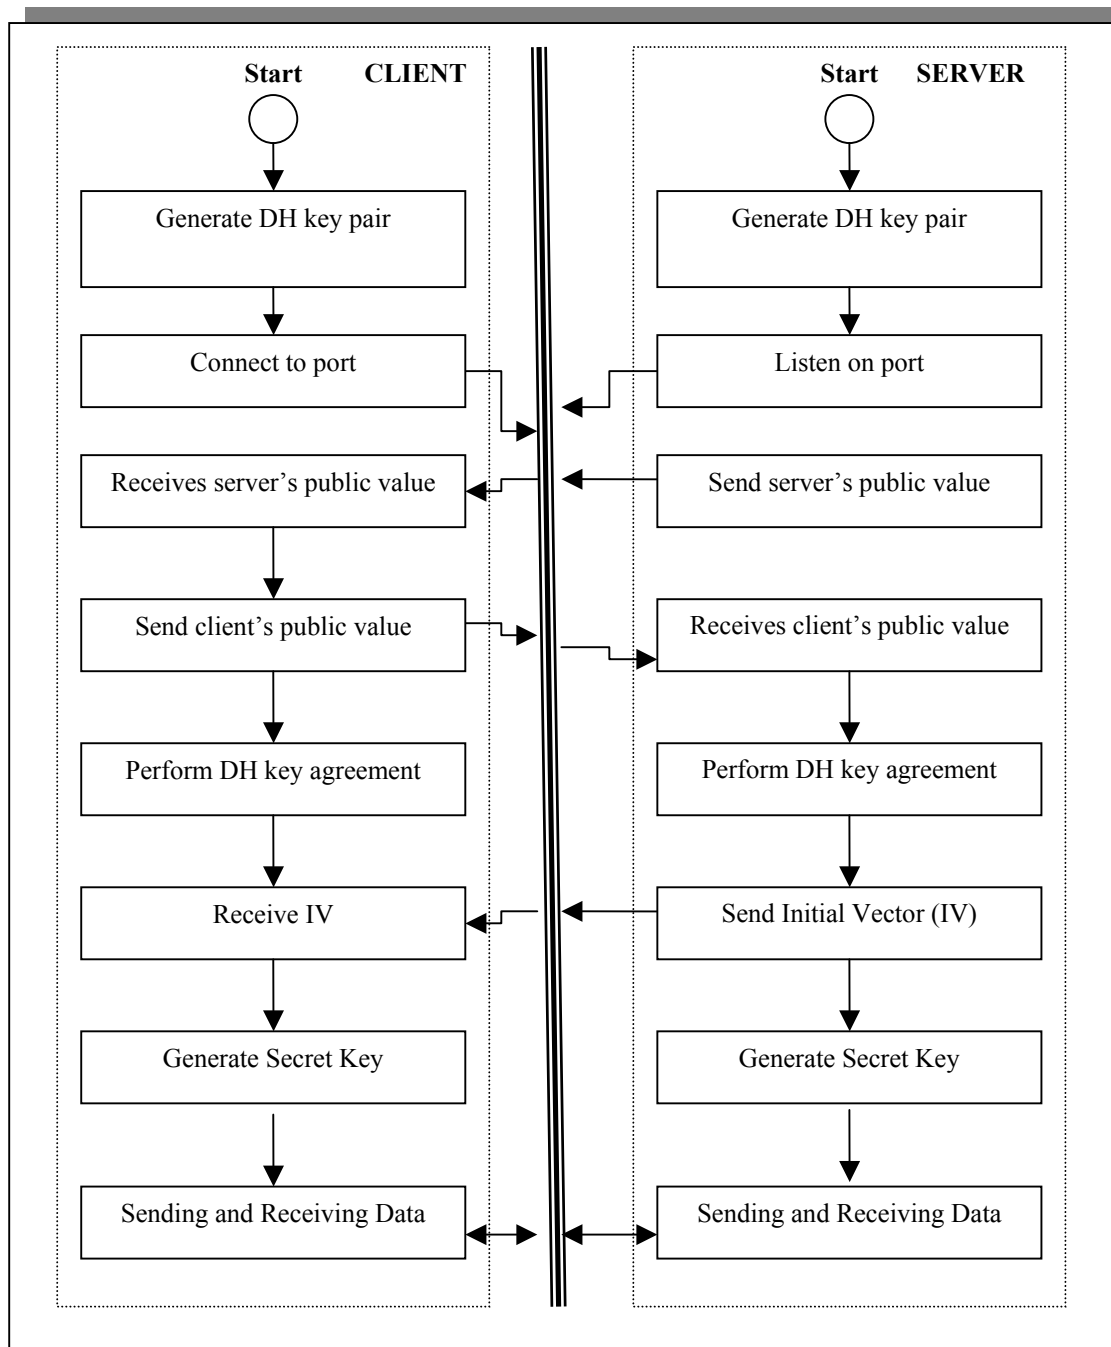 Start CLIENT
Start SERVER
Generate DH key pair
Generate DH key pair
Connect to port
Listen on port
Receives server’s public value
Send server’s public value
Send client’s public value
Receives client’s public value
Perform DH key agreement
Perform DH key agreement
Receive IV
Send Initial Vector (IV)
Generate Secret Key
Generate Secret Key
Sending and Receiving Data
Sending and Receiving Data